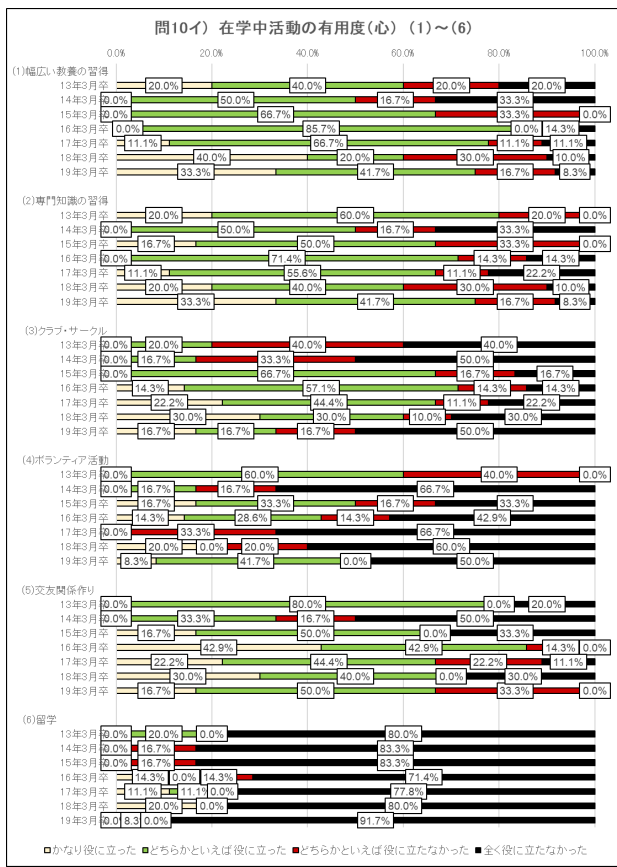 問10イ) 在学中活動の有用度(心) (1)～(6)
0.0% 20.0% 40.0% 60.0% 80.0% 100.0%
(1)幅広い教養の習得
13年3月卒 20.0% 40.0% 20.0% 20.0%
14年3月卒 0.0% 50.0% 16.7% 33.3%
15年3月卒 0.0% 66.7% 33.3% 0.0%
16年3月卒 0.0% 85.7% 0.0% 14.3%
17年3月卒 11.1% 66.7% 11.1% 11.1%
18年3月卒 40.0% 20.0% 30.0% 10.0%
19年3月卒 33.3% 41.7% 16.7% 8.3%
(2)専門知識の習得
13年3月卒 20.0% 60.0% 20.0% 0.0%
14年3月卒 0.0% 50.0% 16.7% 33.3%
15年3月卒 16.7% 50.0% 33.3% 0.0%
16年3月卒 0.0% 71.4% 14.3% 14.3%
17年3月卒 11.1% 55.6% 11.1% 22.2%
18年3月卒 20.0% 40.0% 30.0% 10.0%
19年3月卒 33.3% 41.7% 16.7% 8.3%
(3)クラブ・サークル
13年3月卒 0.0% 20.0% 40.0% 40.0%
14年3月卒 0.0% 16.7% 33.3% 50.0%
15年3月卒 0.0% 66.7% 16.7% 16.7%
16年3月卒 14.3% 57.1% 14.3% 14.3%
17年3月卒 22.2% 44.4% 11.1% 22.2%
18年3月卒 30.0% 30.0% 10.0% 30.0%
19年3月卒 16.7% 16.7% 16.7% 50.0%
(4)ボランティア活動
13年3月卒 0.0% 60.0% 40.0% 0.0%
14年3月卒 0.0% 16.7% 16.7% 66.7%
15年3月卒 16.7% 33.3% 16.7% 33.3%
16年3月卒 14.3% 28.6% 14.3% 42.9%
17年3月卒 0.0% 33.3% 66.7%
18年3月卒 20.0% 0.0% 20.0% 60.0%
19年3月卒 8.3% 41.7% 0.0% 50.0%
(5)交友関係作り
13年3月卒 0.0% 80.0% 0.0% 20.0%
14年3月卒 0.0% 33.3% 16.7% 50.0%
15年3月卒 16.7% 50.0% 0.0% 33.3%
16年3月卒 42.9% 42.9% 14.3% 0.0%
17年3月卒 22.2% 44.4% 22.2% 11.1%
18年3月卒 30.0% 40.0% 0.0% 30.0%
19年3月卒 16.7% 50.0% 33.3% 0.0%
(6)留学
13年3月卒 0.0% 20.0% 0.0% 80.0%
14年3月卒 0.0% 16.7% 83.3%
15年3月卒 0.0% 16.7% 83.3%
16年3月卒 14.3% 0.0% 14.3% 71.4%
17年3月卒 11.1% 11.1% 0.0% 77.8%
18年3月卒 20.0% 0.0% 80.0%
19年3月卒 0.0% 8.3 0.0% 91.7%
かなり役に立った どちらかといえば役に立った どちらかといえば役に立たなかった 全く役に立たなかった